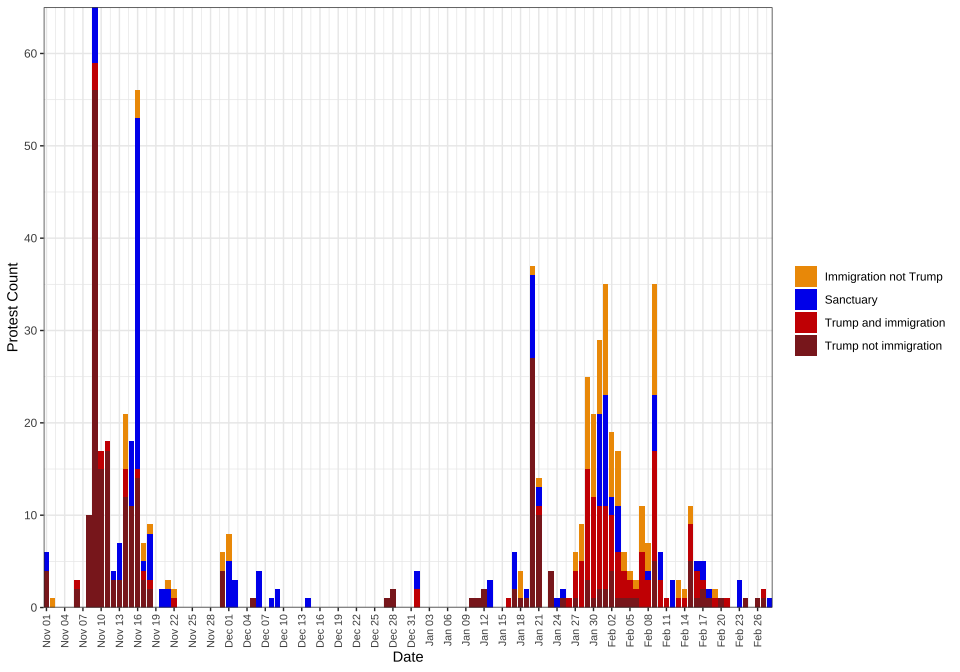 60
50
40
30
20
10
0
Protest Count
Nov 01
Nov 04
Nov 07
Nov 10
Nov 13
Nov 16
Nov 19
Nov 22
Nov 25
Nov 28
Dec 01
Dec 04
Dec 07
Dec 10
Dec 13
Dec 16
Dec 19
Dec 22
Dec 25
Dec 28
Dec 31
Jan 03
Jan 06
Jan 09
Jan 12
Jan 15
Jan 18
Jan 21
Jan 24
Jan 27
Jan 30
Feb 02
Feb 05
Feb 08
Feb 11
Feb 14
Feb 17
Feb 20
Feb 23
Feb 26
Date
Immigration not Trump
Sanctuary
Trump and immigration
Trump not immigration